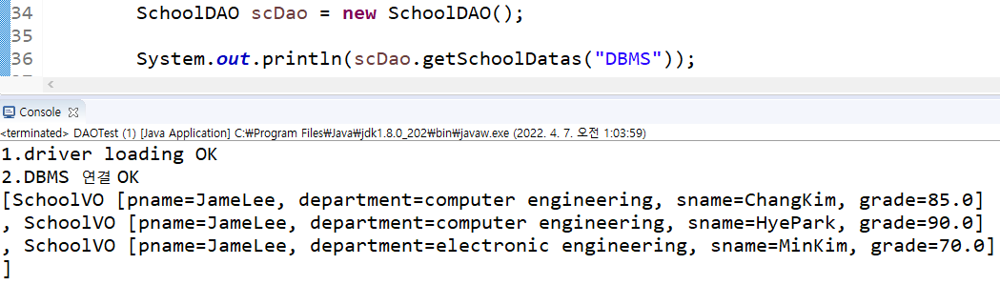 34 SchoolDAO scDao = new SchoolDAO();
35
36 System.out.println(scDao.getSchoolDatas("DBMS"));
Console
<terminated> DAOTest (1) [Java Application] C:₩Program Files₩Java₩jdk1.8.0_202₩bin₩javaw.exe (2022. 4. 7. 오전 1:03:59)
1.driver loading OK
2.DBMS 연결 OK
[SchoolVO [pname=JameLee, department=computer engineering, sname=ChangKim, grade=85.0]
, SchoolVO [pname=JameLee, department=computer engineering, sname=HyePark, grade=90.0]
, SchoolVO [pname=JameLee, department=electronic engineering, sname=MinKim, grade=70.0]
]